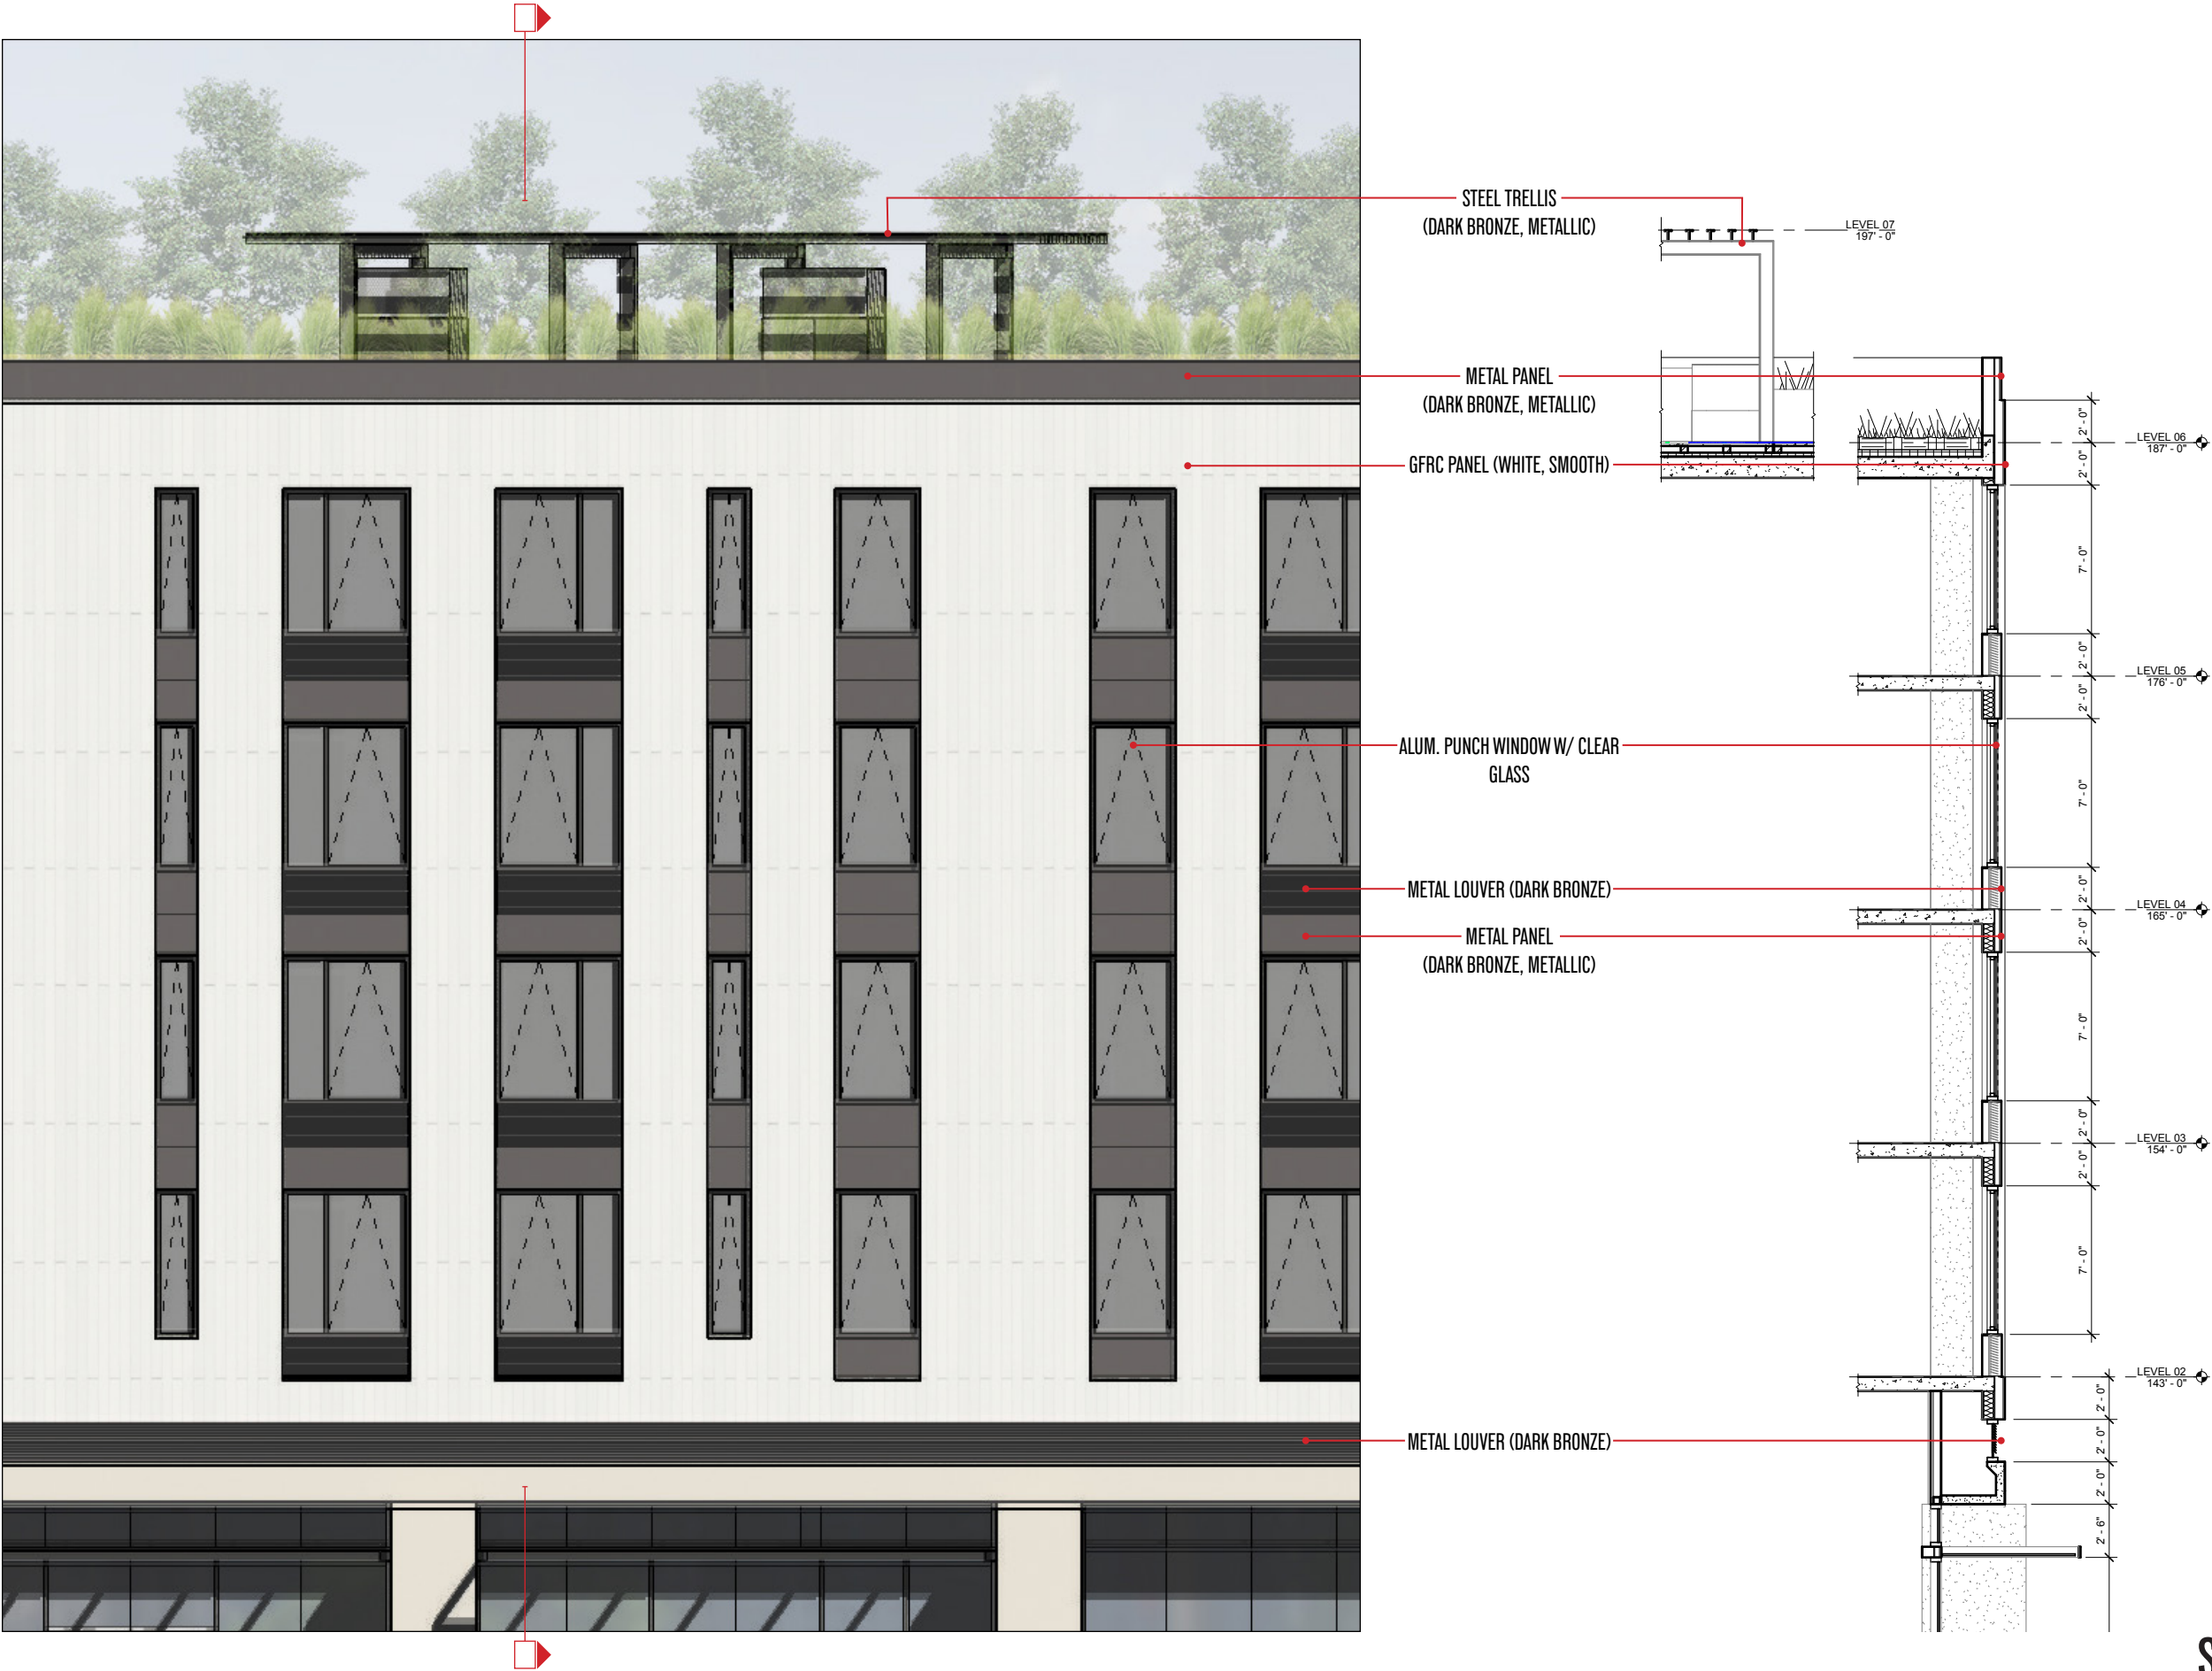 STEEL TRELLIS
(DARK BRONZE, METALLIC)
LEVEL 07
197' - 0"
METAL PANEL
(DARK BRONZE, METALLIC)
2' - 0"
LEVEL 06
187' - 0"
GFRC PANEL (WHITE, SMOOTH)
2' - 0"
7' - 0"
2' - 0"
LEVEL 05
176' - 0"
2' - 0"
ALUM. PUNCH WINDOW W/ CLEAR
GLASS
7' - 0"
METAL LOUVER (DARK BRONZE)
2' - 0"
LEVEL 04
165' - 0"
METAL PANEL
(DARK BRONZE, METALLIC)
2' - 0"
7' - 0"
2' - 0"
LEVEL 03
154' - 0"
2' - 0"
7' - 0"
LEVEL 02
143' - 0"
2' - 0"
METAL LOUVER (DARK BRONZE)
2' - 0"
2' - 0"
2' - 6"